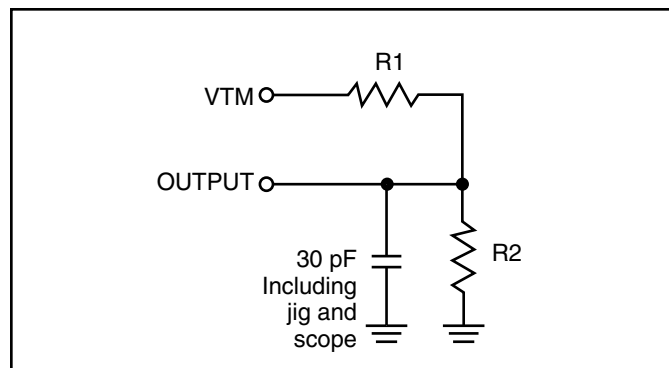 R1
VTM
OUTPUT
R2
30 pF
Including
jig and
scope